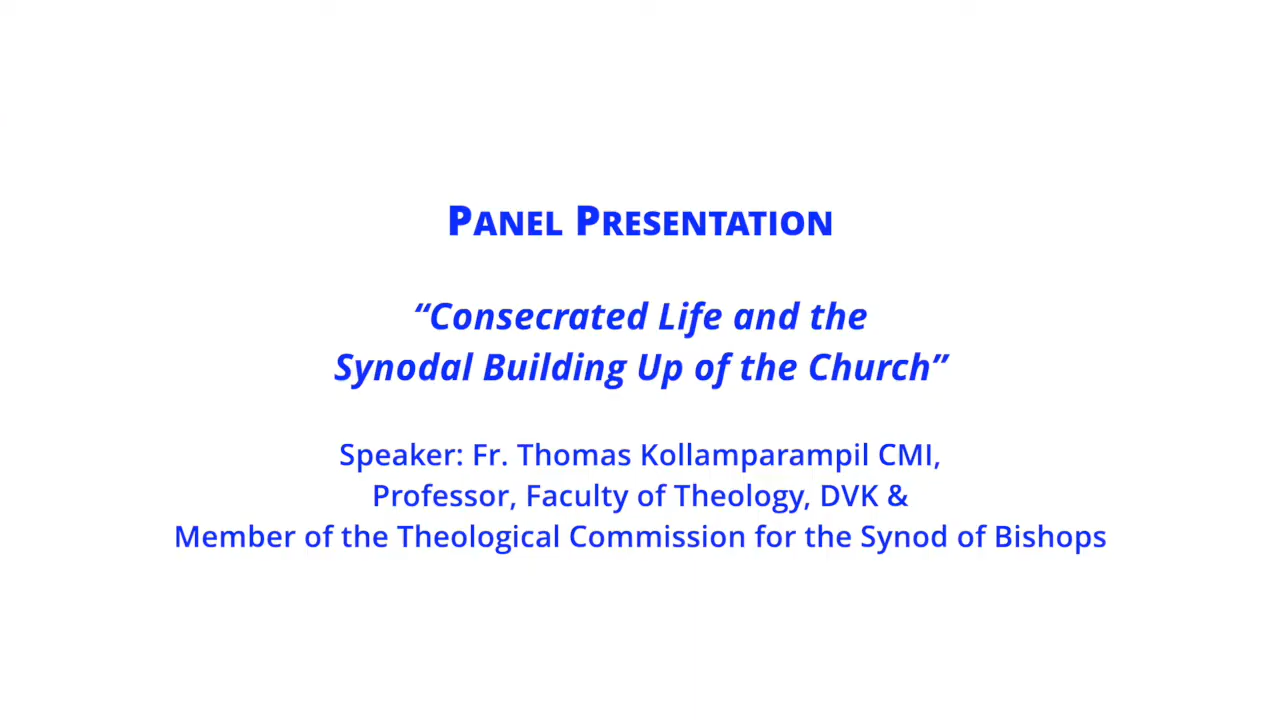 Panel Presentation
“Consecrated Life and the
Synodal Building Up of the Church”
Speaker: Fr. Thomas Kollamparampil CMI,
Professor, Faculty of Theology, DVK &
Member of the Theological Commission for the Synod of Bishops